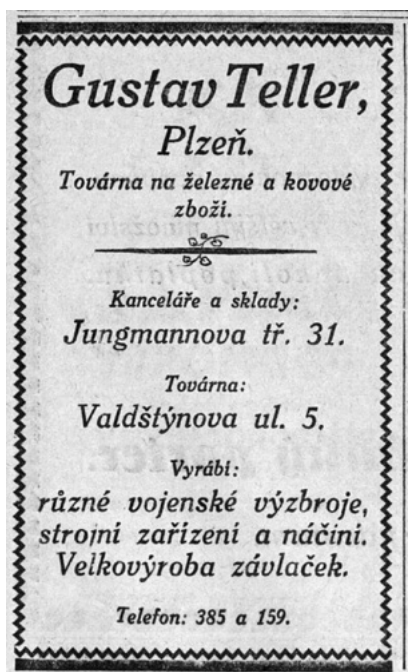 Gustav Teller,
Plzeň.
Továrna na železné a kovové
zboží.
Kanceláře a sklady:
Jungmannova tř. 31.
Továrna:
Valdštýnova ul. 5.
Vyrábí:
různé vojenské výzbroje,
strojní zařízení a náčiní.
Velkovýroba závlaček.
Telefon: 385 a 159.